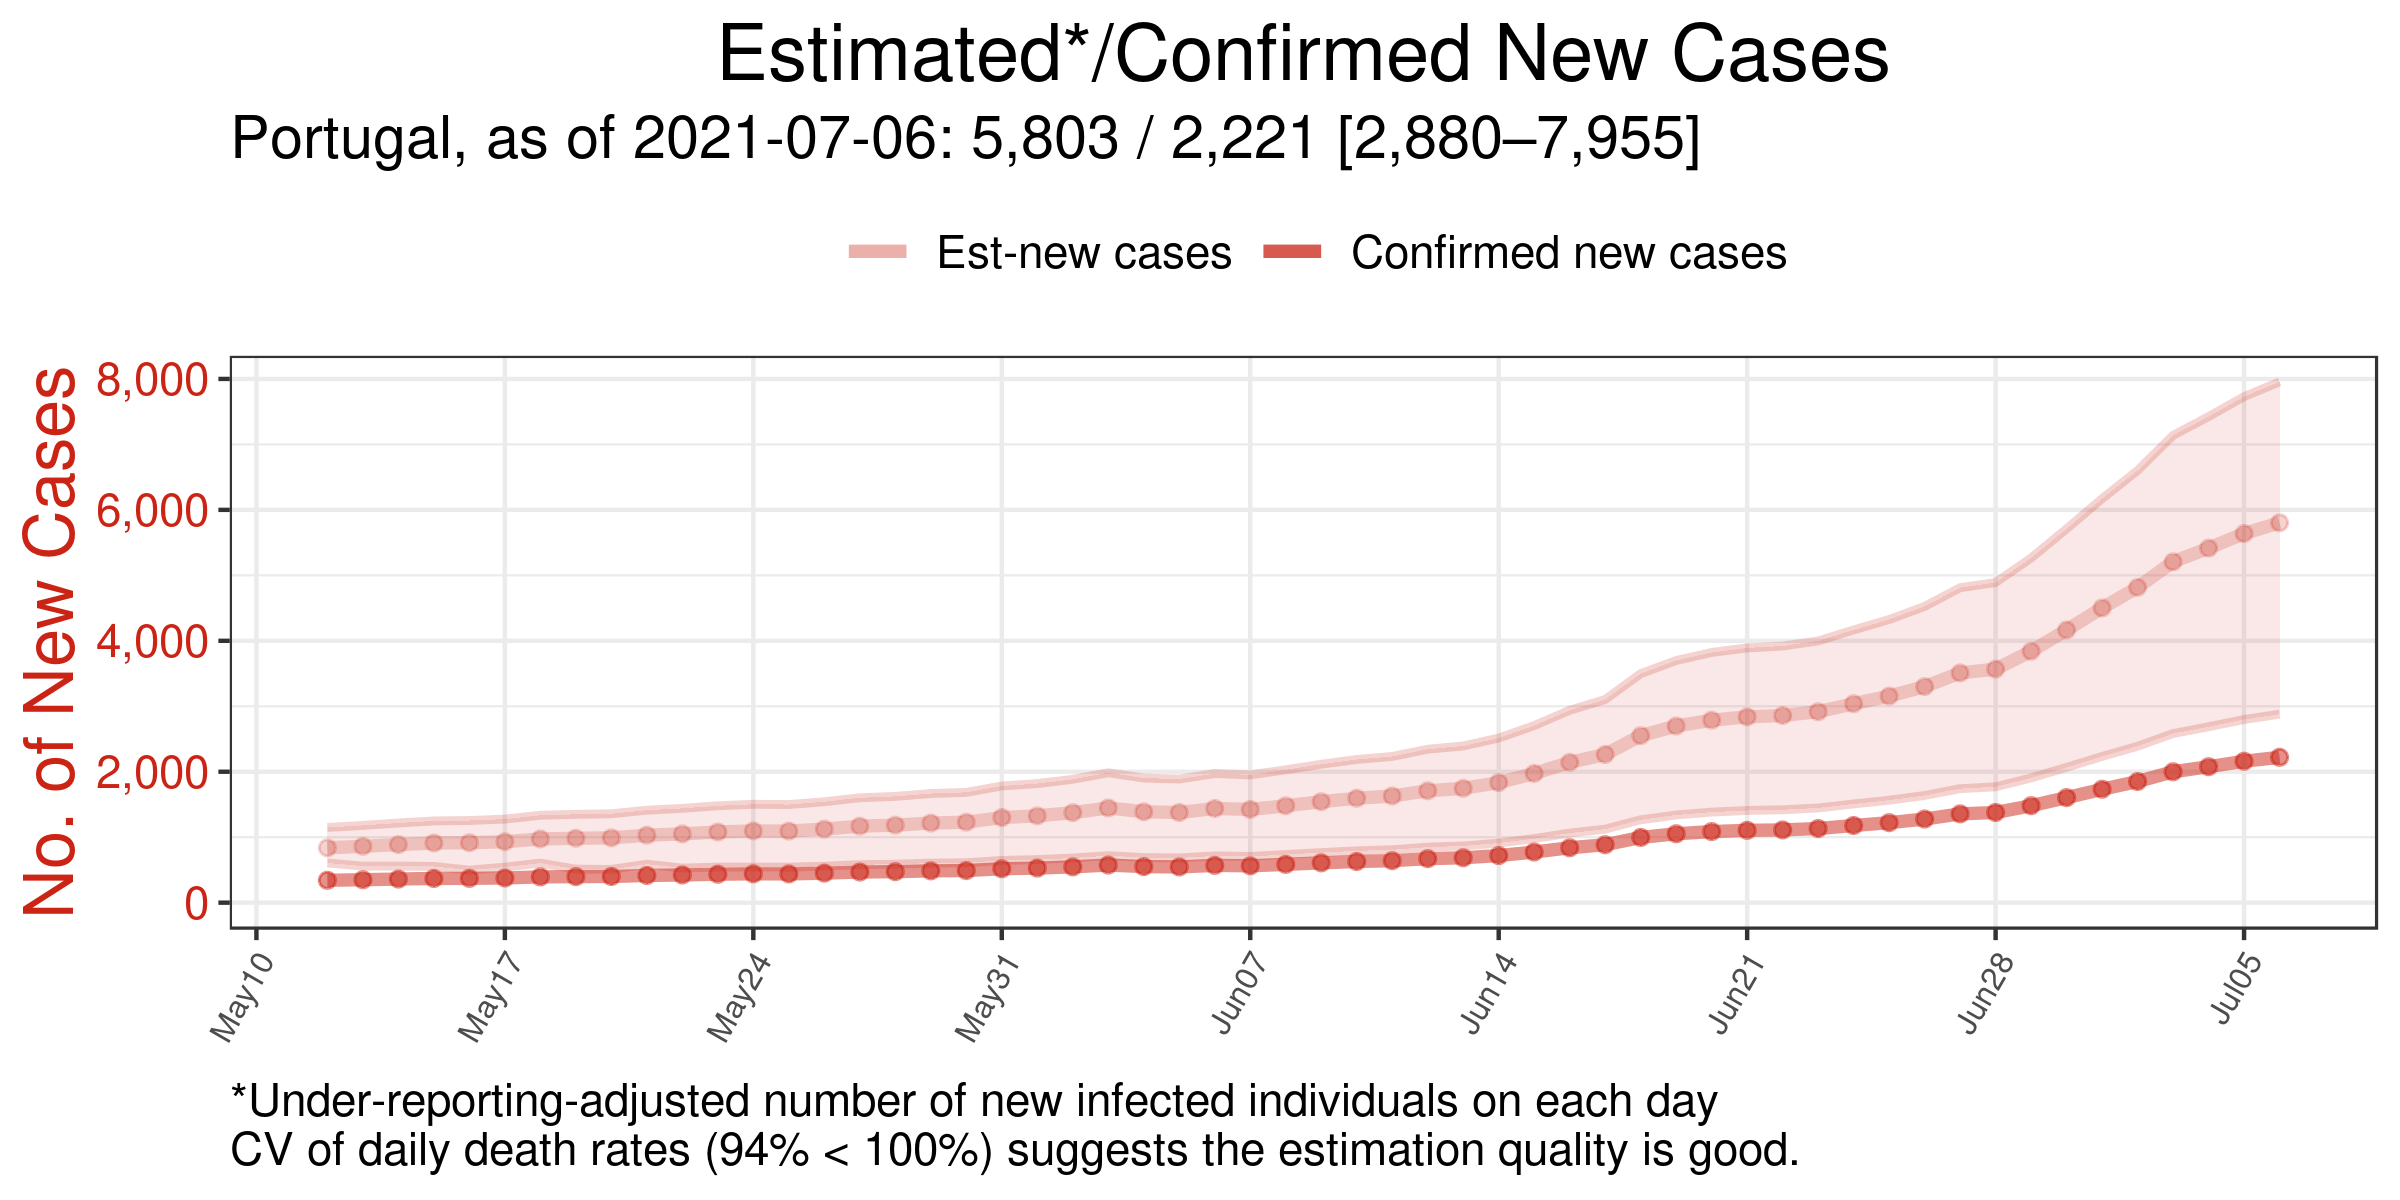 Estimated*/Confirmed New Cases
Portugal, as of 2021-07-06: 5,803 / 2,221 [2,880–7,955]
Est-new cases Confirmed new cases
No. of New Cases
8,000
6,000
4,000
2,000
0
May10 May17 May24 May31 Jun07 Jun14 Jun21 Jun28 Jul05
*Under-reporting-adjusted number of new infected individuals on each day
CV of daily death rates (94% < 100%) suggests the estimation quality is good.